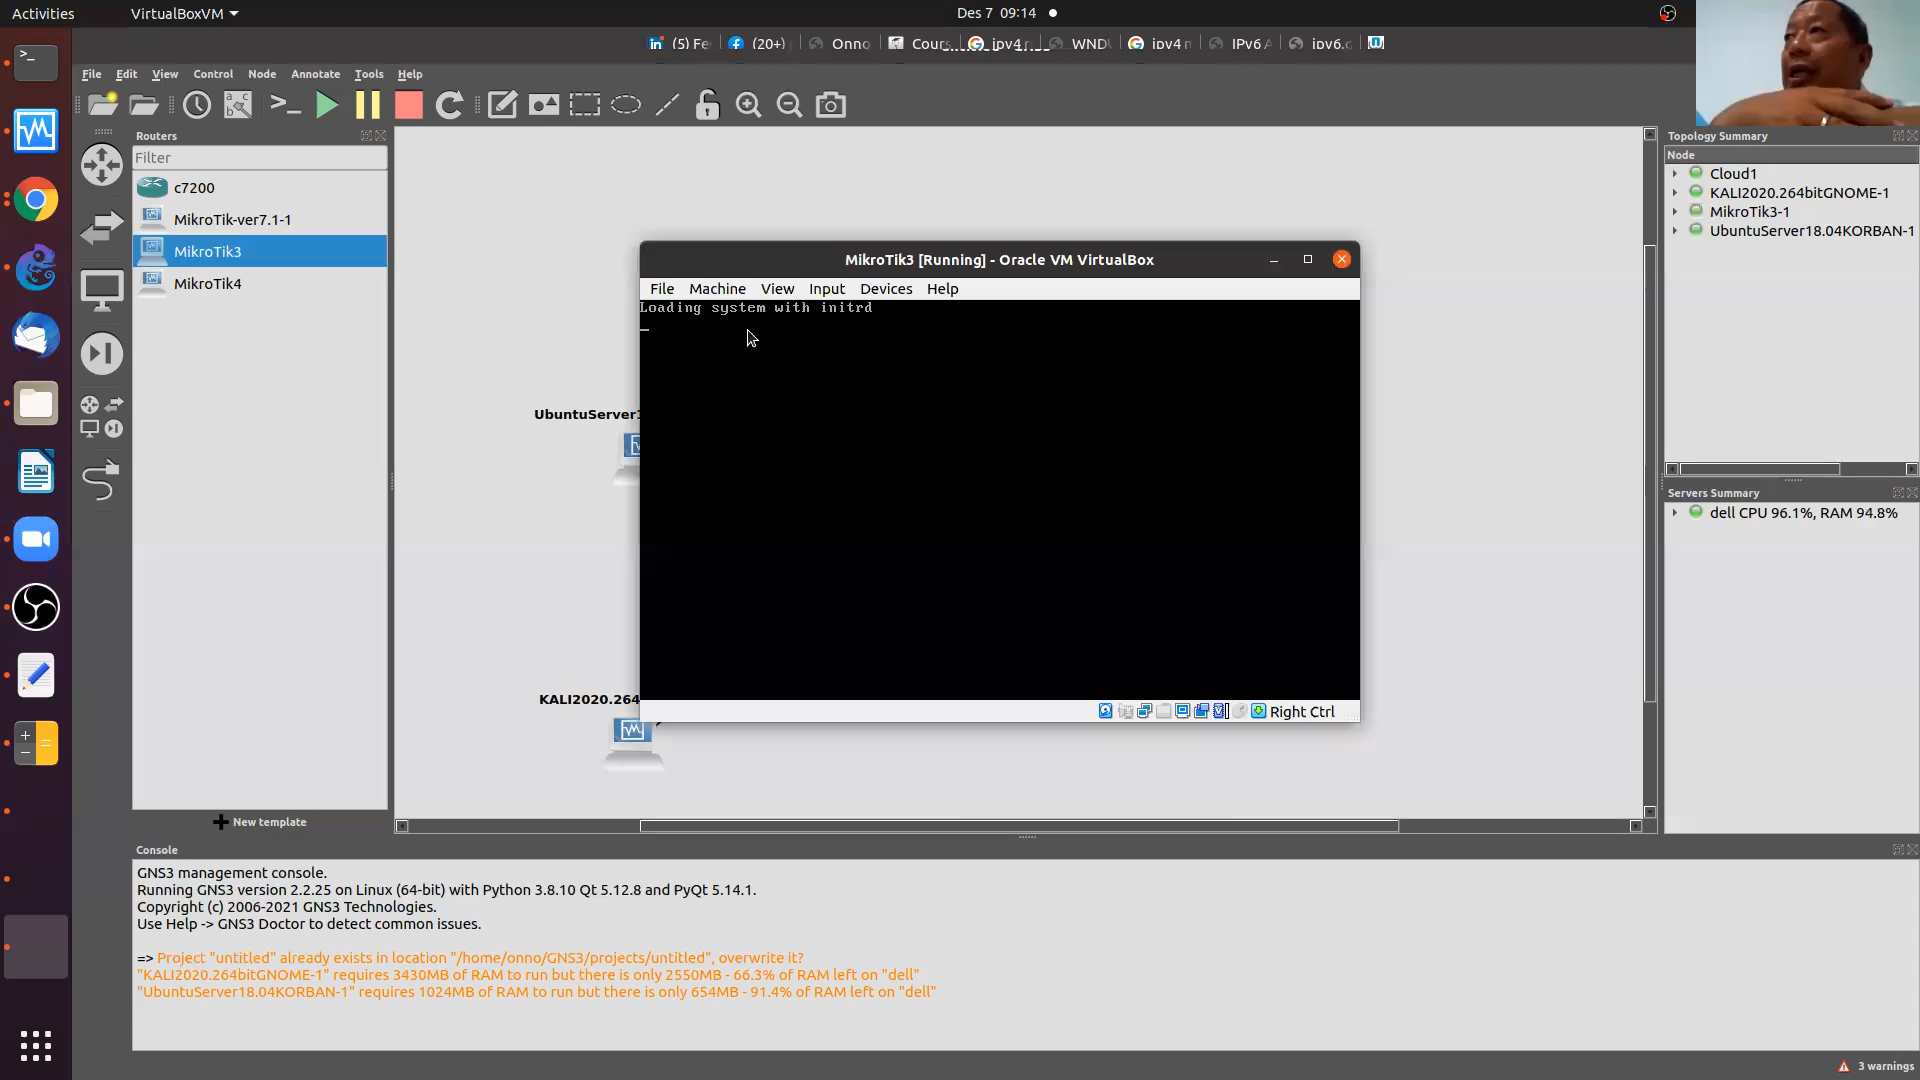 Activities
VirtualBoxVM
Des 7 09:14
(5) Fe
(20+)
Onno
Cour
ipv4 r
WNDU
ipv4 n
IPv6 A
ipv6.c
File Edit View Control Node Annotate Tools Help
Routers
Filter
c7200
MikroTik-ver7.1-1
MikroTik3
MikroTik4
New template
UbuntuServer1
KALI2020.264
MikroTik3 [Running] - Oracle VM VirtualBox
File Machine View Input Devices Help
Loading system with initrd
Right Ctrl
Topology Summary
Node
Cloud1
KALI2020.264bitGNOME-1
MikroTik3-1
UbuntuServer18.04KORBAN-1
Servers Summary
dell CPU 96.1%, RAM 94.8%
Console
GNS3 management console.
Running GNS3 version 2.2.25 on Linux (64-bit) with Python 3.8.10 Qt 5.12.8 and PyQt 5.14.1.
Copyright (c) 2006-2021 GNS3 Technologies.
Use Help -> GNS3 Doctor to detect common issues.
=> Project "untitled" already exists in location "/home/onno/GNS3/projects/untitled", overwrite it?
"KALI2020.264bitGNOME-1" requires 3430MB of RAM to run but there is only 2550MB - 66.3% of RAM left on "dell"
"UbuntuServer18.04KORBAN-1" requires 1024MB of RAM to run but there is only 654MB - 91.4% of RAM left on "dell"
3 warnings